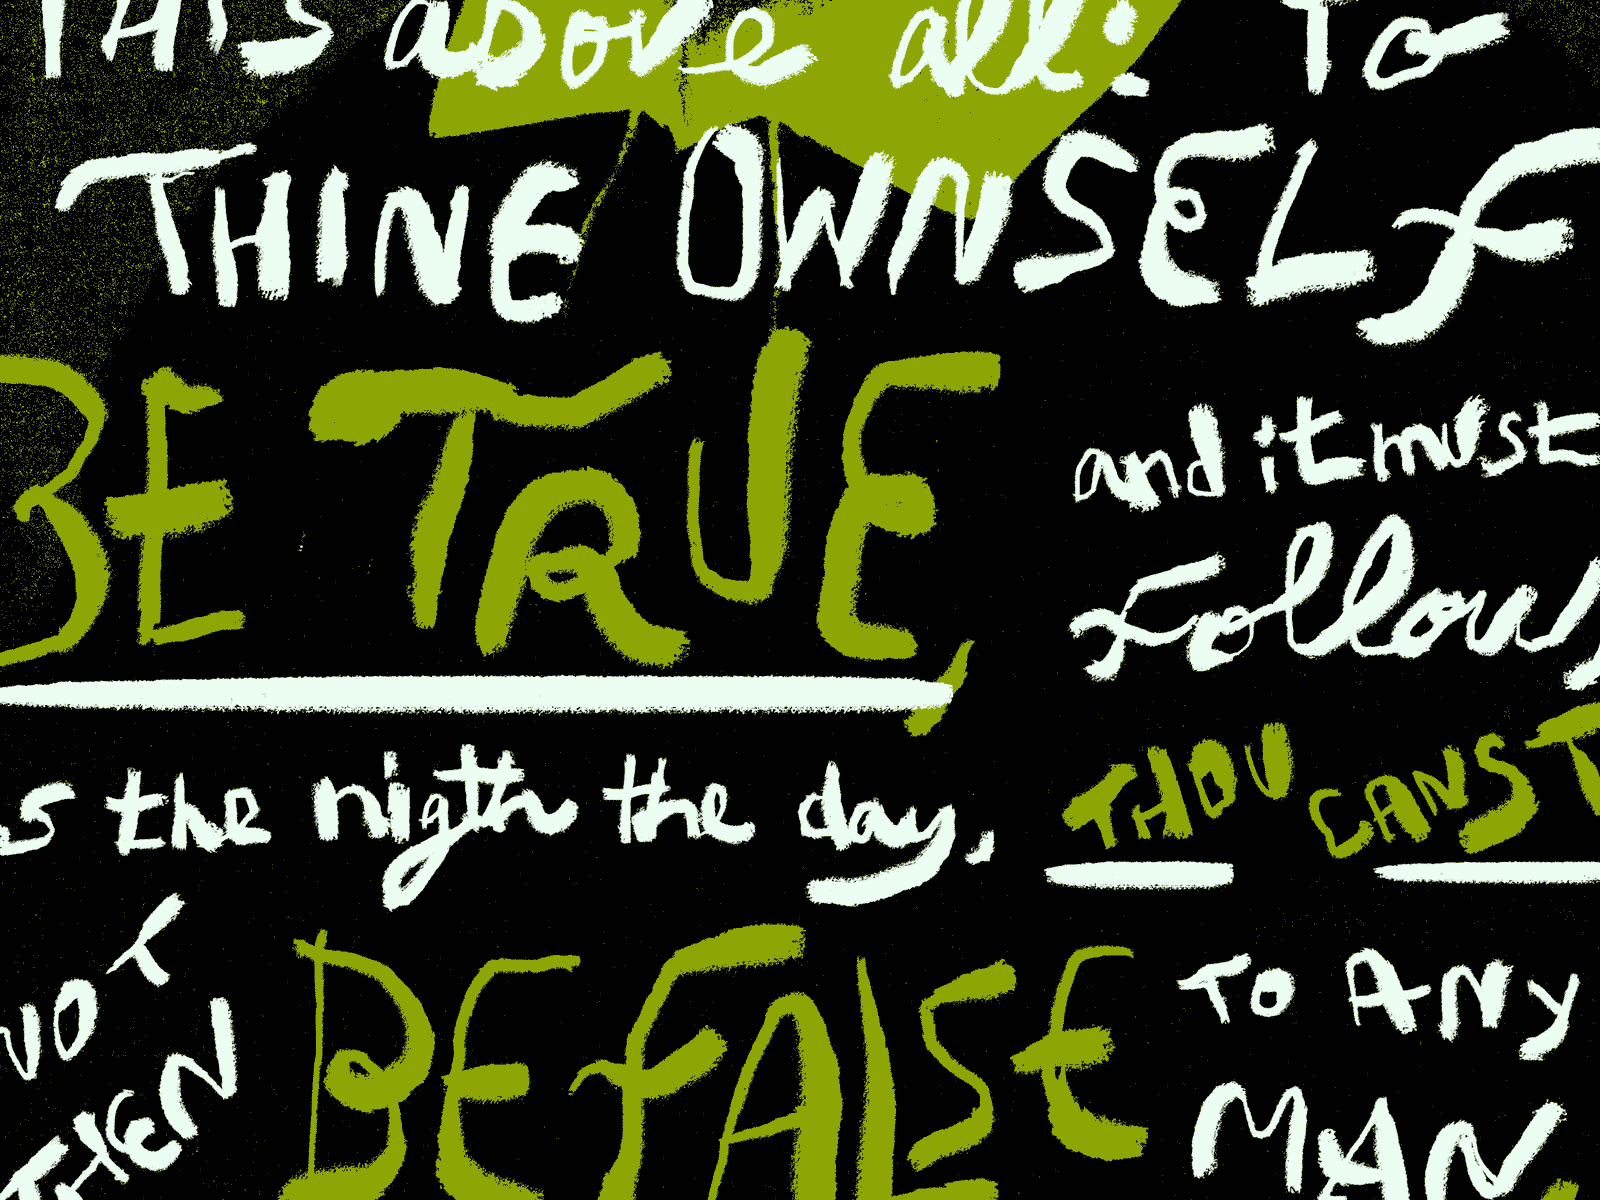 THIS above all: To
THINE OWNSELF
BE TRUE,
and it must
Follow,
s the nigth the day,
THOU CANST
NOT
THEN
BE FALSE
TO ANY
MAN.